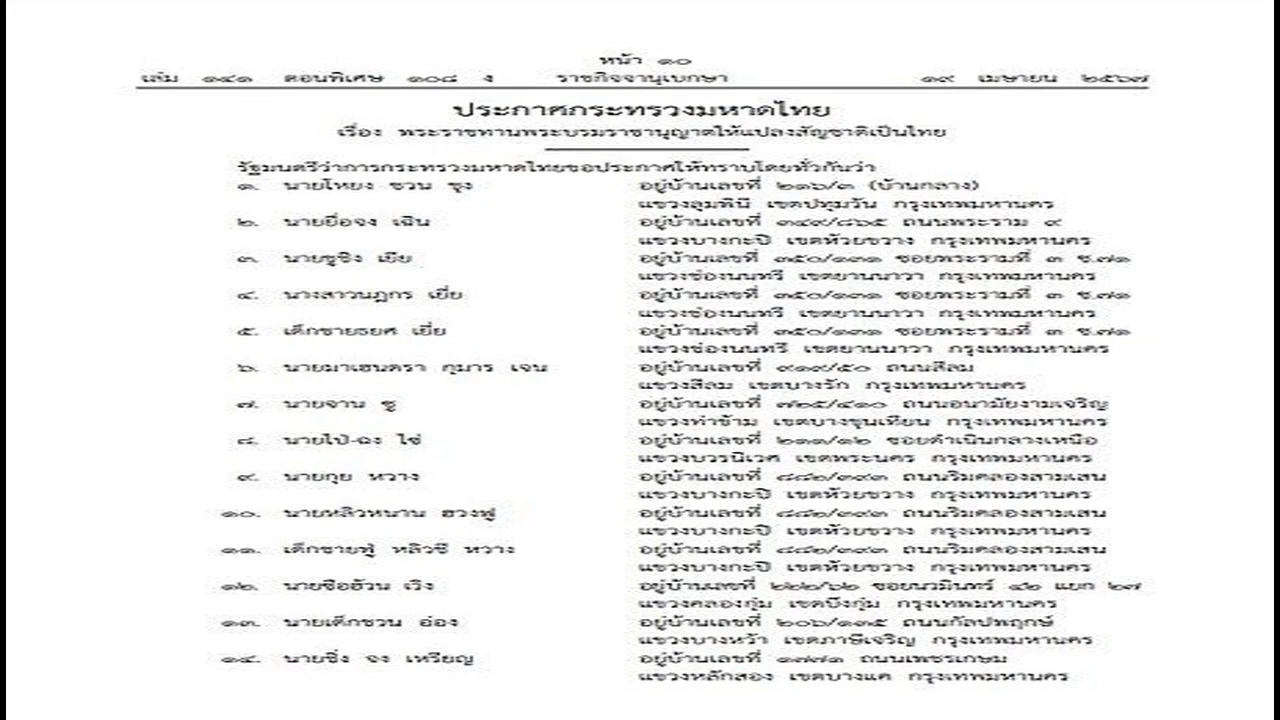 หน้า ๑๐
เล่ม ๑๔๑ ตอนพิเศษ ๑๐๘ ง ราชกิจจานุเบกษา ๑๙ เมษายน ๒๕๖๗
ประกาศกระทรวงมหาดไทย
เรื่อง พระราชทานพระบรมราชานุญาตให้แปลงสัญชาติเป็นไทย
รัฐมนตรีว่าการกระทรวงมหาดไทยขอประกาศให้ทราบโดยทั่วกันว่า
๑. นายโหยง ชวน ชุง อยู่บ้านเลขที่ ๒๑๖/๓ (บ้านกลาง)
แขวงลุมพินี เขตปทุมวัน กรุงเทพมหานคร
๒. นายยื่อจง เฉิน อยู่บ้านเลขที่ ๓๔๙/๘๖๕ ถนนพระราม ๙
แขวงบางกะปิ เขตห้วยขวาง กรุงเทพมหานคร
๓. นายชูชิง เยี่ย อยู่บ้านเลขที่ ๓๕๐/๑๓๑ ซอยพระรามที่ ๓ ซ.๗๑
แขวงช่องนนทรี เขตยานนาวา กรุงเทพมหานคร
๔. นางสาวนฎกร เยี่ย อยู่บ้านเลขที่ ๓๕๐/๑๓๑ ซอยพระรามที่ ๓ ซ.๗๑
แขวงช่องนนทรี เขตยานนาวา กรุงเทพมหานคร
๕. เด็กชายธยศ เยี่ย อยู่บ้านเลขที่ ๓๕๐/๑๓๑ ซอยพระรามที่ ๓ ซ.๗๑
แขวงช่องนนทรี เขตยานนาวา กรุงเทพมหานคร
๖. นายมาเฮนดรา กุมาร เจน อยู่บ้านเลขที่ ๙๑๙/๕๐ ถนนสีลม
แขวงสีลม เขตบางรัก กรุงเทพมหานคร
๗. นายจาน ชู อยู่บ้านเลขที่ ๗๒๕/๔๑๐ ถนนอนามัยงามเจริญ
แขวงท่าข้าม เขตบางขุนเทียน กรุงเทพมหานคร
๘. นายไป่-ฉง ไช่ อยู่บ้านเลขที่ ๒๑๑/๑๒ ซอยดำเนินกลางเหนือ
แขวงบวรนิเวศ เขตพระนคร กรุงเทพมหานคร
๙. นายกุย หวาง อยู่บ้านเลขที่ ๘๘๒/๓๙๓ ถนนริมคลองสามเสน
แขวงบางกะปิ เขตห้วยขวาง กรุงเทพมหานคร
๑๐. นายหลิวหนาน ฮวงฟู อยู่บ้านเลขที่ ๘๘๒/๓๙๓ ถนนริมคลองสามเสน
แขวงบางกะปิ เขตห้วยขวาง กรุงเทพมหานคร
๑๑. เด็กชายฟู่ หลิวซี หวาง อยู่บ้านเลขที่ ๘๘๒/๓๙๓ ถนนริมคลองสามเสน
แขวงบางกะปิ เขตห้วยขวาง กรุงเทพมหานคร
๑๒. นายซือฮ้วน เวิง อยู่บ้านเลขที่ ๒๒๒/๖๒ ซอยนวมินทร์ ๔๒ แยก ๒๗
แขวงคลองกุ่ม เขตบึงกุ่ม กรุงเทพมหานคร
๑๓. นายเต็กชวน อ่อง อยู่บ้านเลขที่ ๒๐๖/๑๓๕ ถนนกัลปพฤกษ์
แขวงบางหว้า เขตภาษีเจริญ กรุงเทพมหานคร
๑๔. นายชิ่ง จง เหรียญ อยู่บ้านเลขที่ ๑๗๗๑ ถนนเพชรเกษม
แขวงหลักสอง เขตบางแค กรุงเทพมหานคร